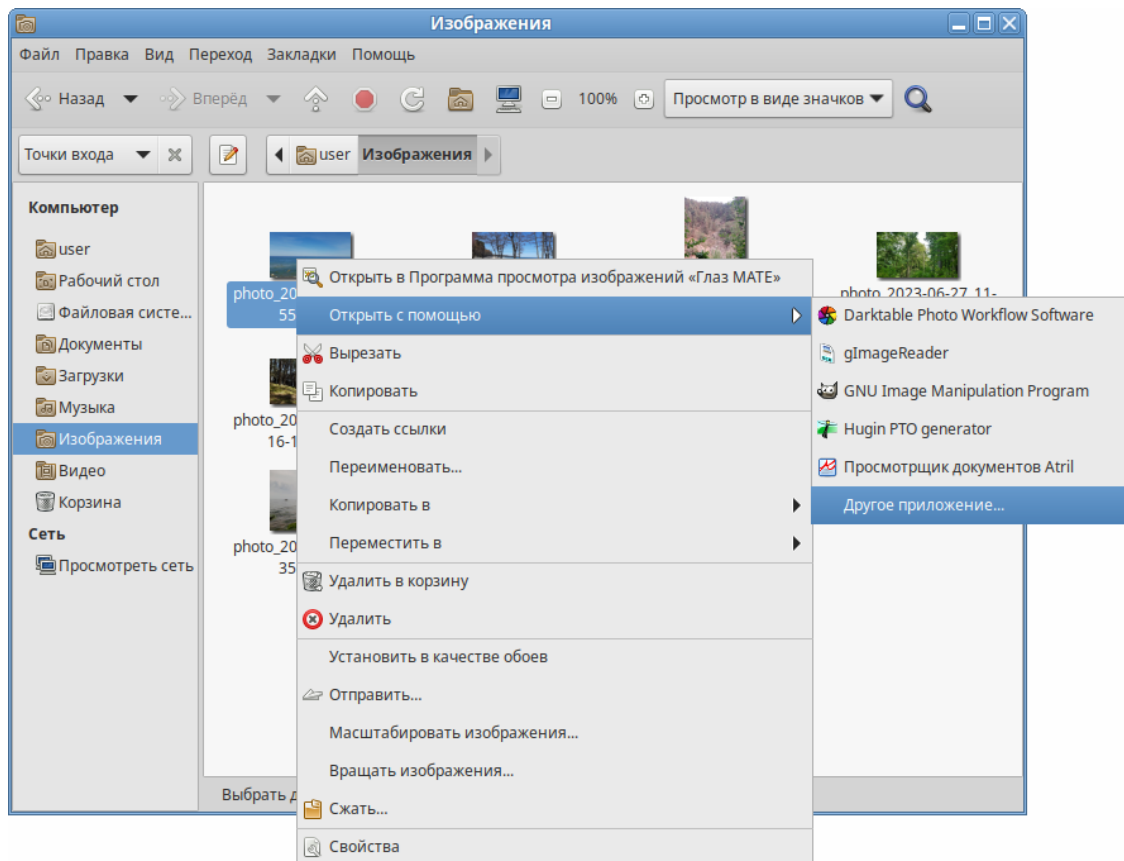 Изображения
Файл Правка Вид Переход Закладки Помощь
Назад Вперёд 100% Просмотр в виде значков
Точки входа user Изображения
Компьютер
user
Рабочий стол
Файловая систе...
Документы
Загрузки
Музыка
Изображения
Видео
Корзина
Сеть
Просмотреть сеть
photo_20
55
photo_2023-06-27_11-
photo_20
16-1
photo_20
35
Выбрать д
Открыть в Программа просмотра изображений «Глаз MATE»
Открыть с помощью
Вырезать
Копировать
Создать ссылки
Переименовать...
Копировать в
Переместить в
Удалить в корзину
Удалить
Установить в качестве обоев
Отправить...
Масштабировать изображения...
Вращать изображения...
Сжать...
Свойства
Darktable Photo Workflow Software
gImageReader
GNU Image Manipulation Program
Hugin PTO generator
Просмотрщик документов Atril
Другое приложение...